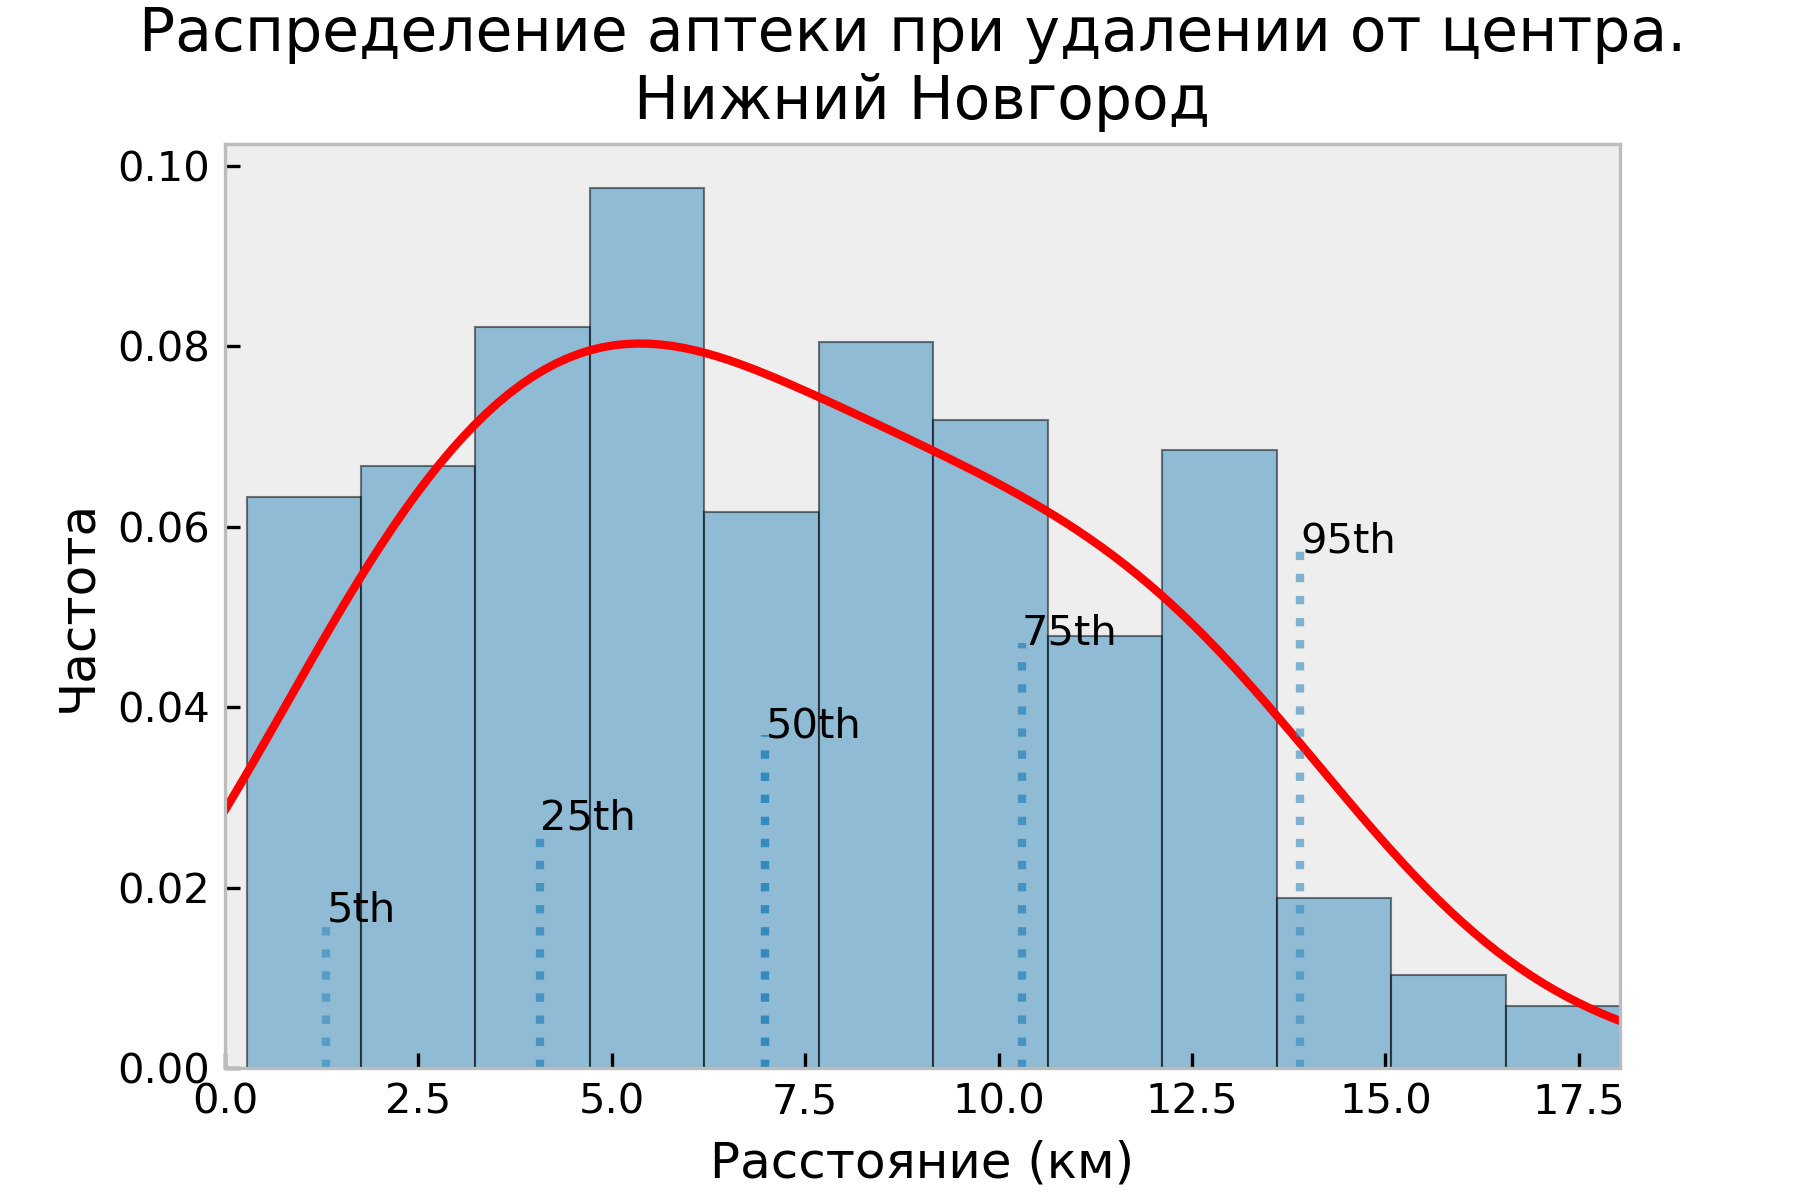 Распределение аптеки при удалении от центра.
Нижний Новгород
0.10
0.08
0.06
0.04
0.02
0.00
Частота
5th
25th
50th
75th
95th
0.0 2.5 5.0 7.5 10.0 12.5 15.0 17.5
Расстояние (км)